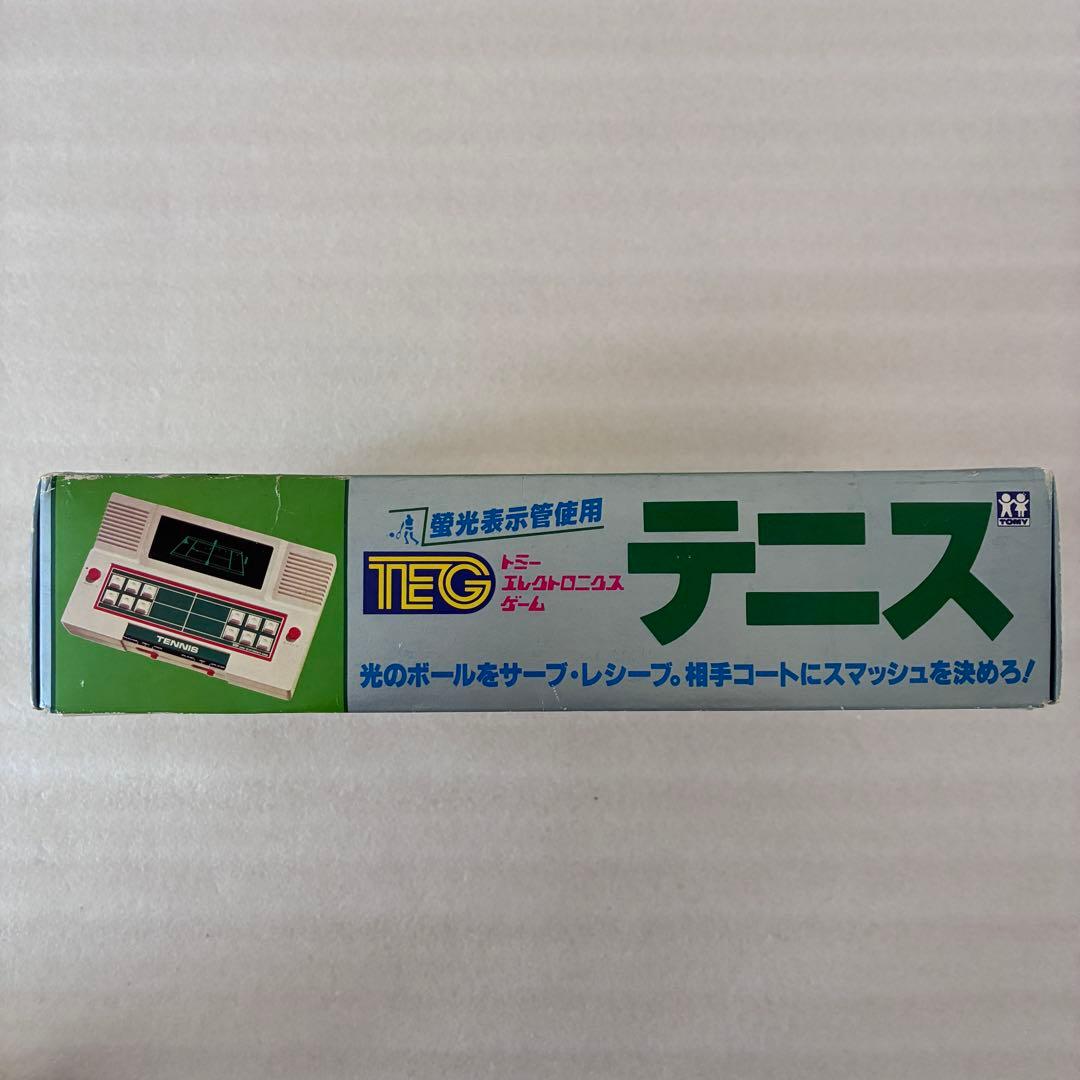 螢光表示管使用
TEG
トミー
エレクトロニクス
ゲーム
テニス
TOMY
光のボールをサーブ・レシーブ。相手コートにスマッシュを決めろ!
TENNIS